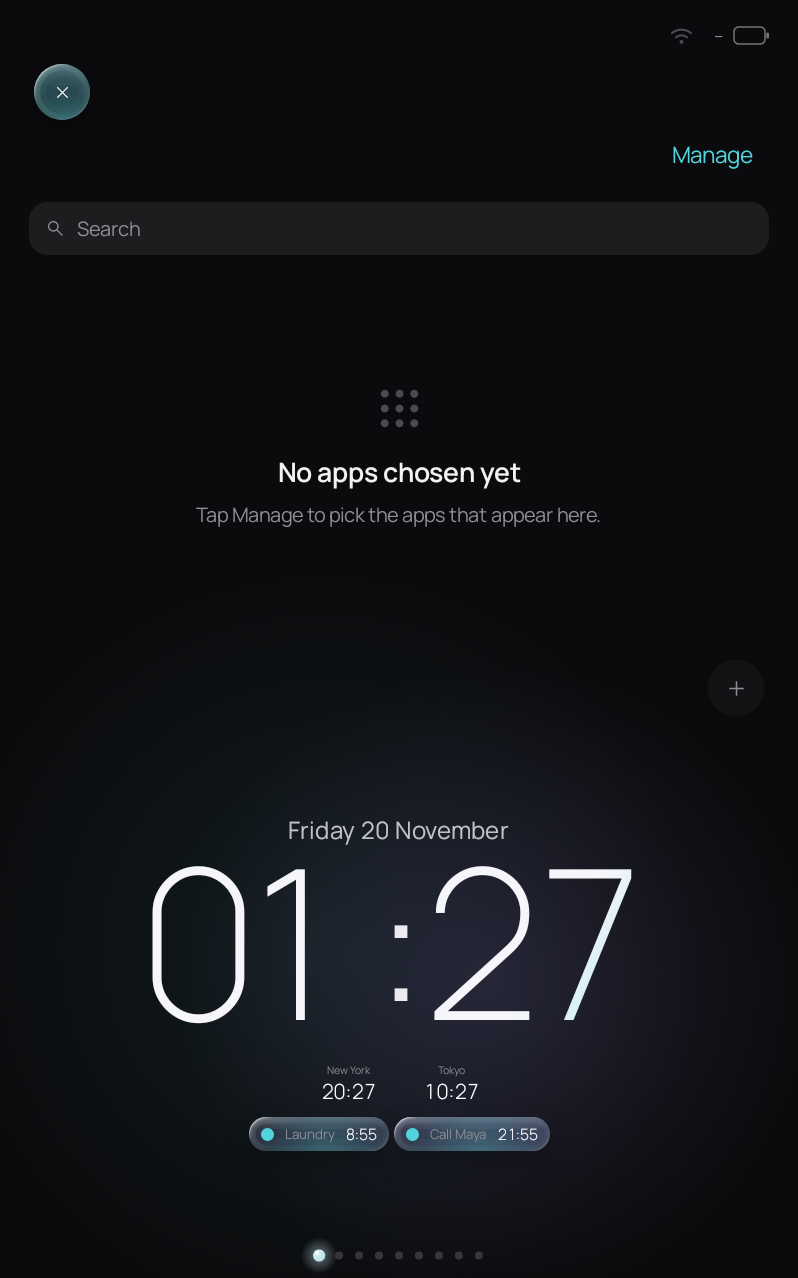 –
Manage
Search
No apps chosen yet
Tap Manage to pick the apps that appear here.
Friday 20 November
01 :27
New York Tokyo
20:27 10:27
Laundry 8:55 Call Maya 21:55